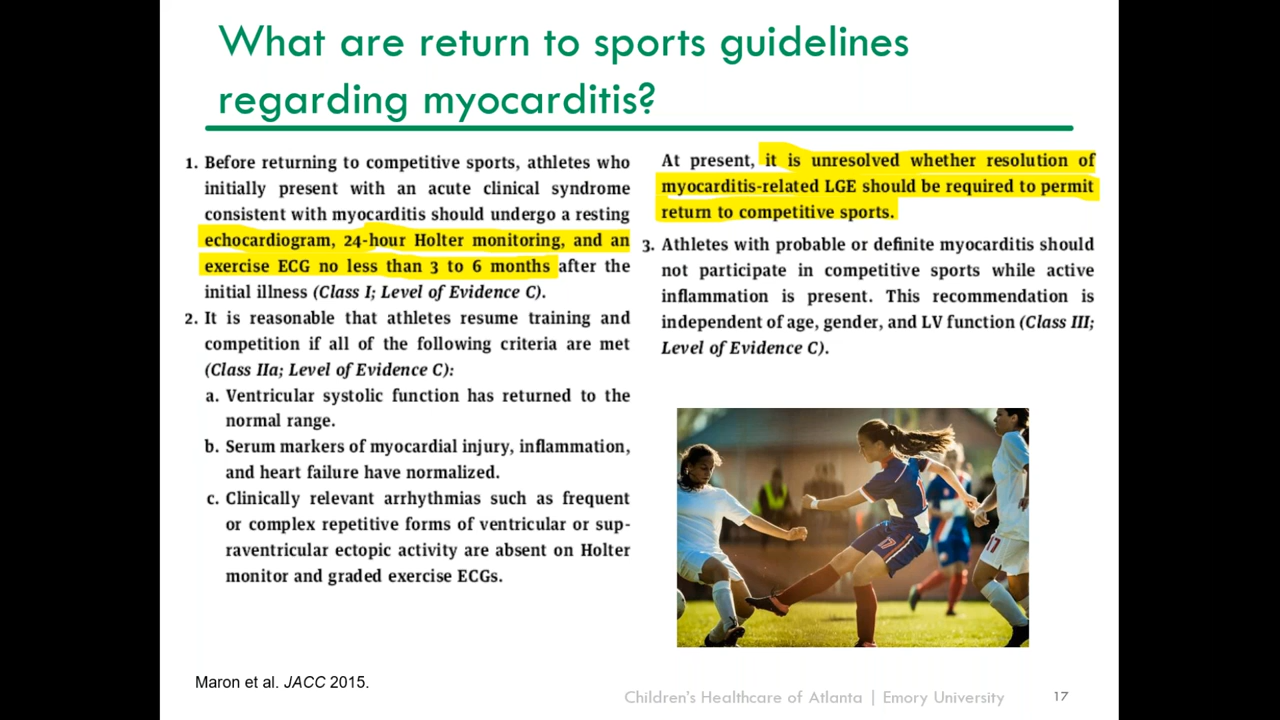 What are return to sports guidelines
regarding myocarditis?
1. Before returning to competitive sports, athletes who
initially present with an acute clinical syndrome
consistent with myocarditis should undergo a resting
echocardiogram, 24-hour Holter monitoring, and an
exercise ECG no less than 3 to 6 months after the
initial illness (Class I; Level of Evidence C).
2. It is reasonable that athletes resume training and
competition if all of the following criteria are met
(Class IIa; Level of Evidence C):
a. Ventricular systolic function has returned to the
normal range.
b. Serum markers of myocardial injury, inflammation,
and heart failure have normalized.
c. Clinically relevant arrhythmias such as frequent
or complex repetitive forms of ventricular or sup-
raventricular ectopic activity are absent on Holter
monitor and graded exercise ECGs.
At present, it is unresolved whether resolution of
myocarditis-related LGE should be required to permit
return to competitive sports.
3. Athletes with probable or definite myocarditis should
not participate in competitive sports while active
inflammation is present. This recommendation is
independent of age, gender, and LV function (Class III;
Level of Evidence C).
17
17
Maron et al. JACC 2015.
Children's Healthcare of Atlanta | Emory University
17